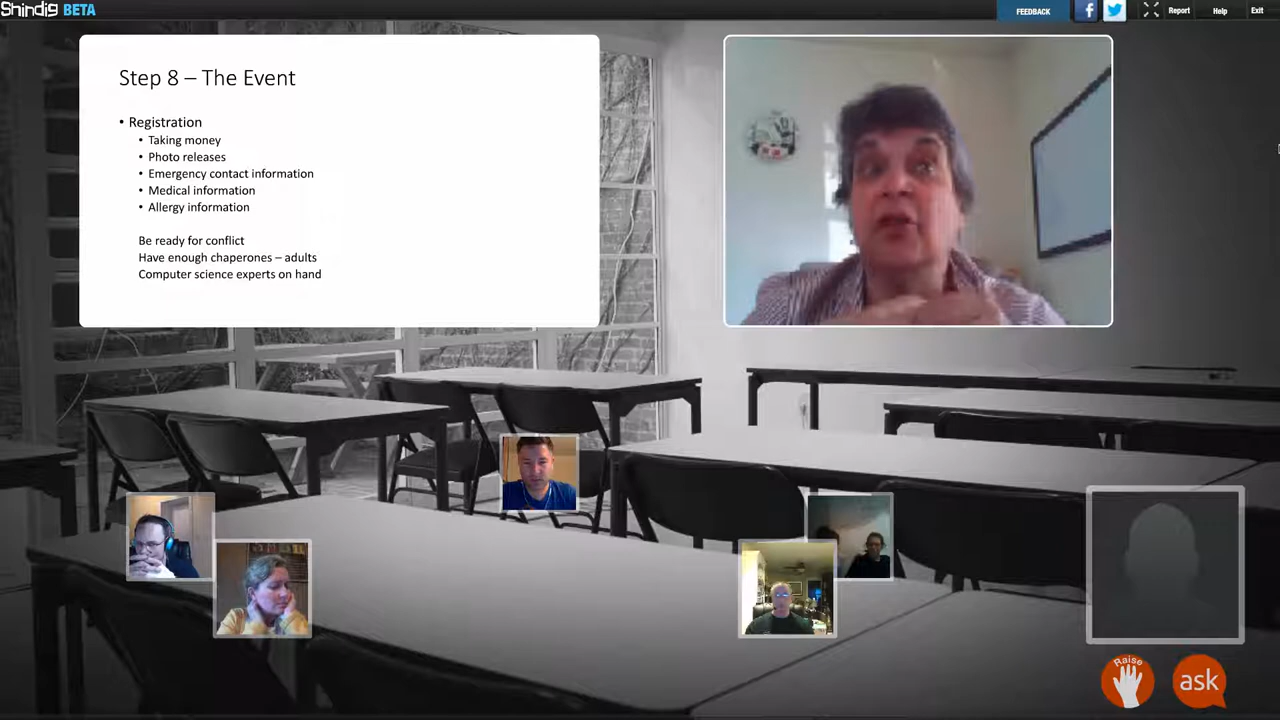 Shindig BETA
FEEDBACK
Report
Help
Exit
Step 8 – The Event
• Registration
• Taking money
• Photo releases
• Emergency contact information
• Medical information
• Allergy information
Be ready for conflict
Have enough chaperones – adults
Computer science experts on hand
Raise
ask